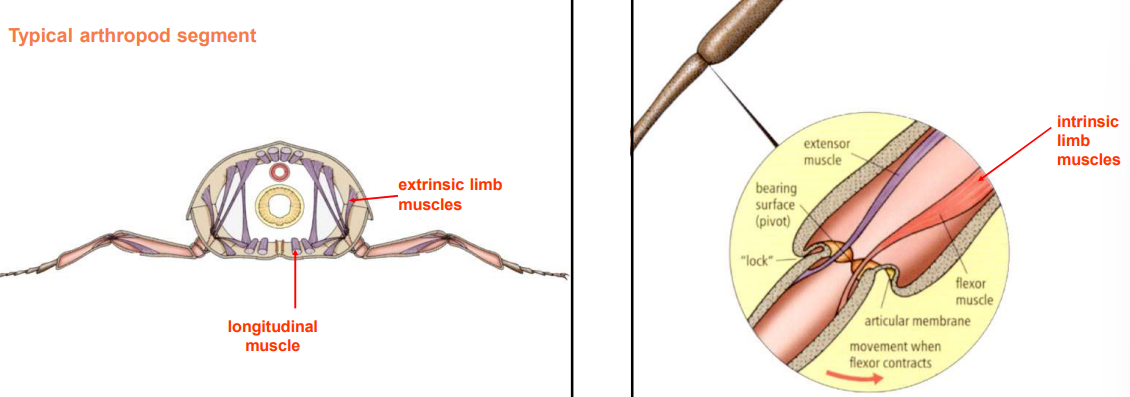 Typical arthropod segment
extrinsic limb
muscles
longitudinal
muscle
intrinsic
limb
muscles
extensor
muscle
bearing
surface
(pivot)
"lock"
flexor
muscle
articular membrane
movement when
flexor contracts